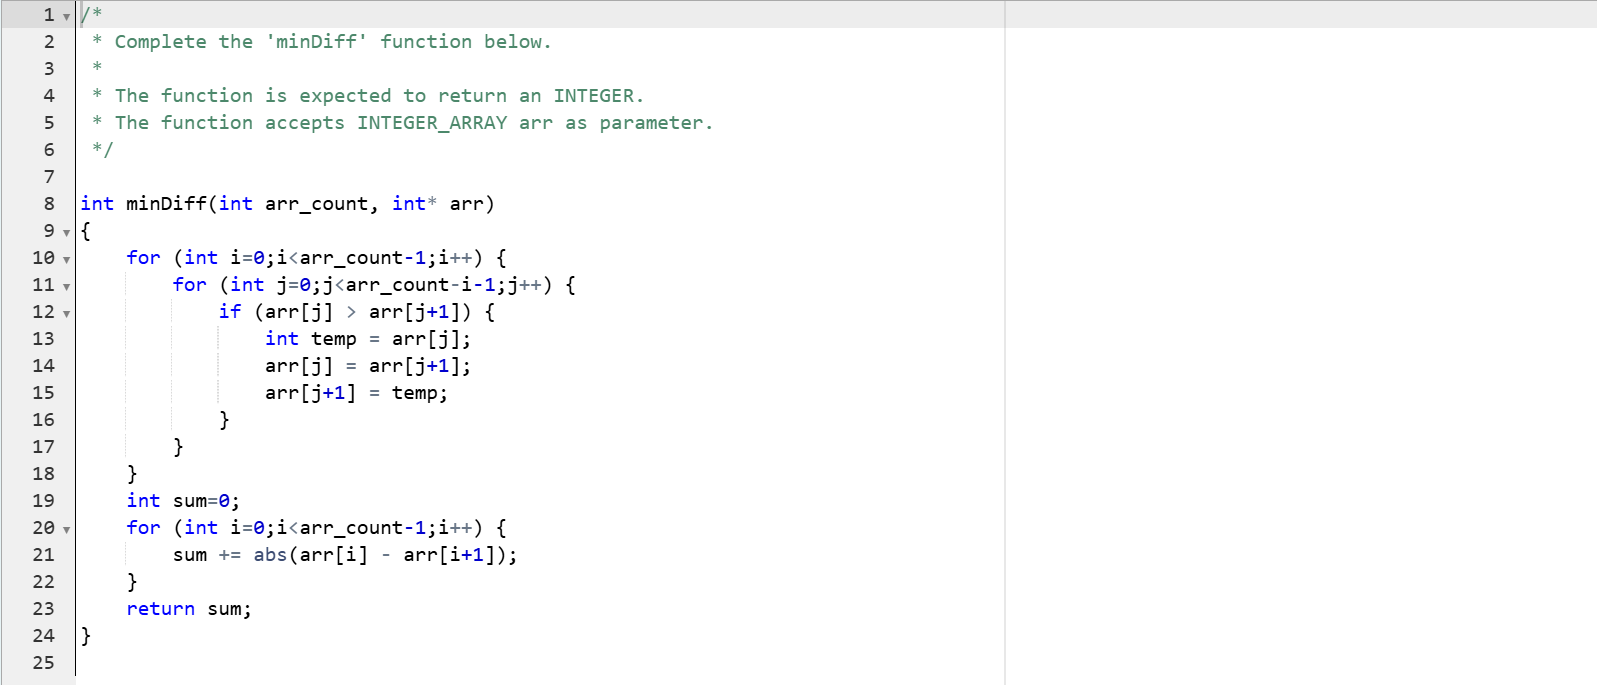 1 /*
2  * Complete the 'minDiff' function below.
3  *
4  * The function is expected to return an INTEGER.
5  * The function accepts INTEGER_ARRAY arr as parameter.
6  */
7
8 int minDiff(int arr_count, int* arr)
9 {
10     for (int i=0;i<arr_count-1;i++) {
11         for (int j=0;j<arr_count-i-1;j++) {
12             if (arr[j] > arr[j+1]) {
13                 int temp = arr[j];
14                 arr[j] = arr[j+1];
15                 arr[j+1] = temp;
16             }
17         }
18     }
19     int sum=0;
20     for (int i=0;i<arr_count-1;i++) {
21         sum += abs(arr[i] - arr[i+1]);
22     }
23     return sum;
24 }
25